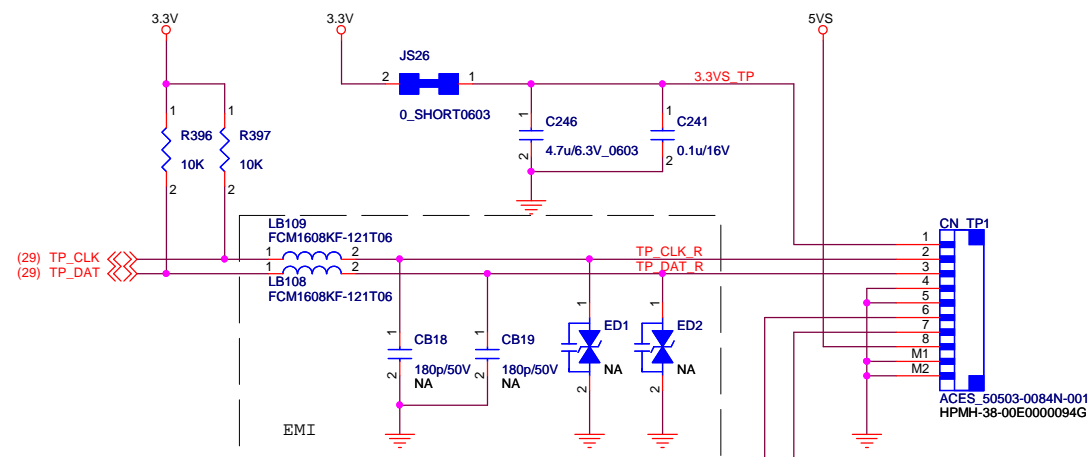 3.3V
3.3V
5VS
JS26
2
1
3.3VS_TP
0_SHORT0603
1
1
R396
R397
10K
10K
2
2
1
C246
4.7u/6.3V_0603
2
1
C241
0.1u/16V
2
LB109
FCM1608KF-121T06
CN_TP1
(29) TP_CLK
1
2
TP_CLK_R
(29) TP_DAT
1
2
TP_DAT_R
LB108
FCM1608KF-121T06
1
2
3
4
5
6
7
8
M1
M2
1
CB18
180p/50V
NA
2
1
CB19
180p/50V
NA
2
1
ED1
NA
2
1
ED2
NA
2
ACES_50503-0084N-001
HPMH-38-00E0000094G
EMI